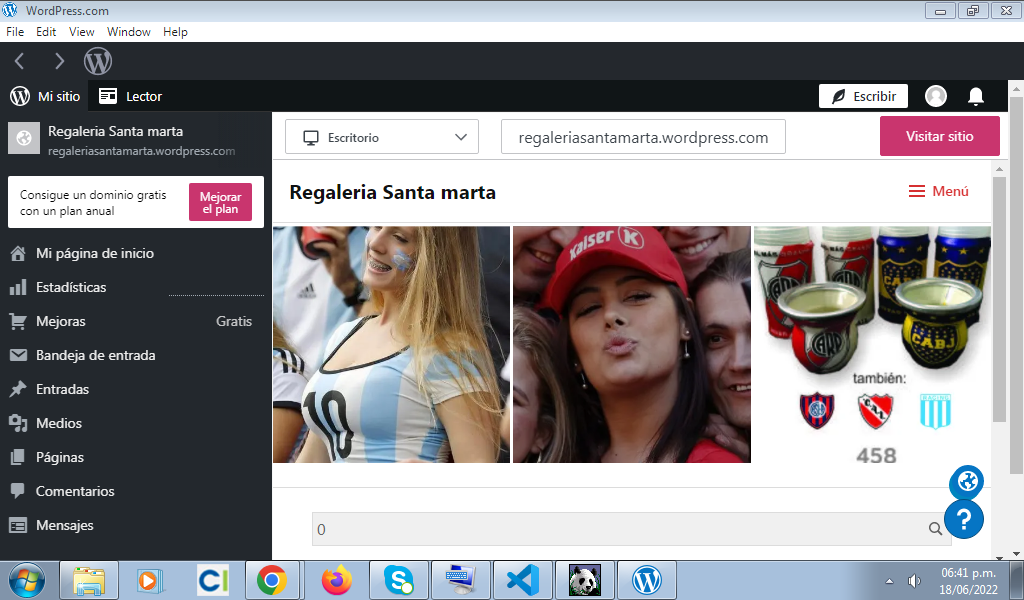 WordPress.com
File Edit View Window Help
Mi sitio Lector Escribir
Regaleria Santa marta
regaleriasantamarta.wordpress.com
Consigue un dominio gratis
con un plan anual
Mejorar
el plan
Mi página de inicio
Estadísticas
Mejoras Gratis
Bandeja de entrada
Entradas
Medios
Páginas
Comentarios
Mensajes
Escritorio
regaleriasantamarta.wordpress.com
Visitar sitio
Regaleria Santa marta
Menú
10
Kaiser K
CARP
CABJ
también:
C.A.I.
458
0
?
CI
06:41 p.m.
18/06/2022